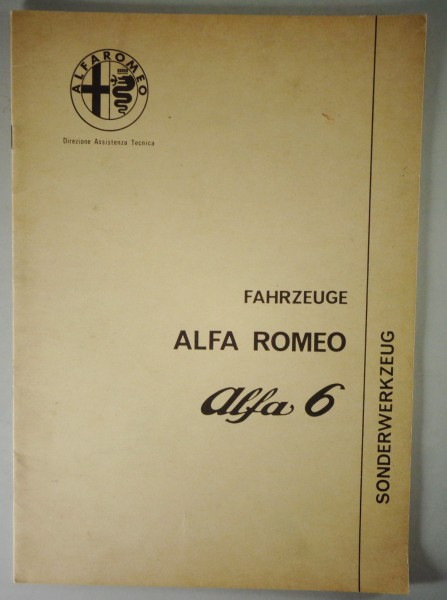 ALFA ROMEO
Direzione Assistenza Tecnica
FAHRZEUGE
ALFA ROMEO
alfa 6
SONDERWERKZEUG